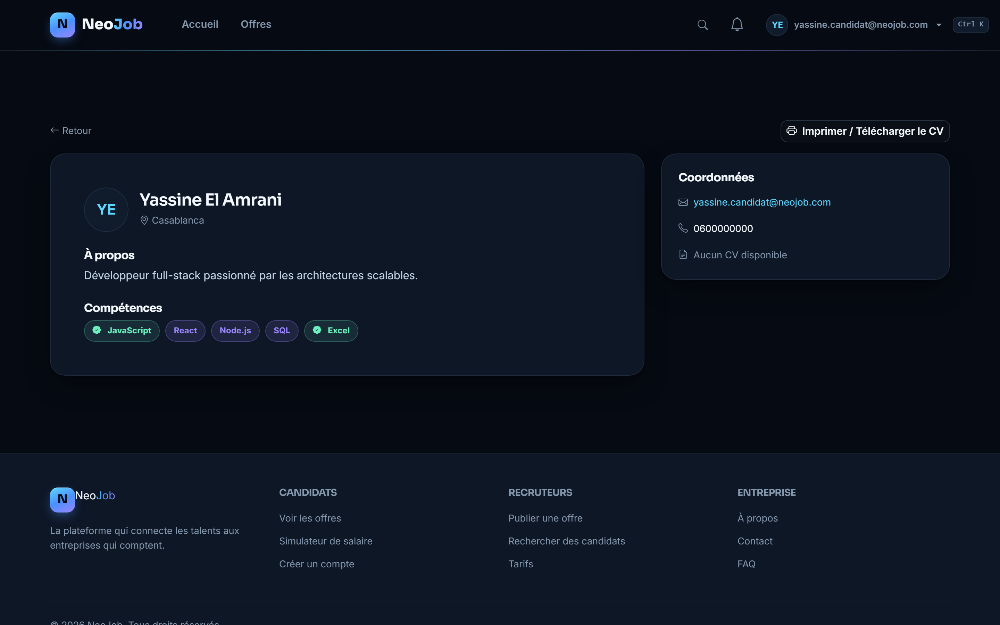 N NeoJob Accueil Offres YE yassine.candidat@neojob.com Ctrl K
← Retour Imprimer / Télécharger le CV
YE
Yassine El Amrani
Casablanca
À propos
Développeur full-stack passionné par les architectures scalables.
Compétences
JavaScript React Node.js SQL Excel
Coordonnées
yassine.candidat@neojob.com
0600000000
Aucun CV disponible
N NeoJob
La plateforme qui connecte les talents aux
entreprises qui comptent.
CANDIDATS
Voir les offres
Simulateur de salaire
Créer un compte
RECRUTEURS
Publier une offre
Rechercher des candidats
Tarifs
ENTREPRISE
À propos
Contact
FAQ
© 2026 NeoJob. Tous droits réservés.